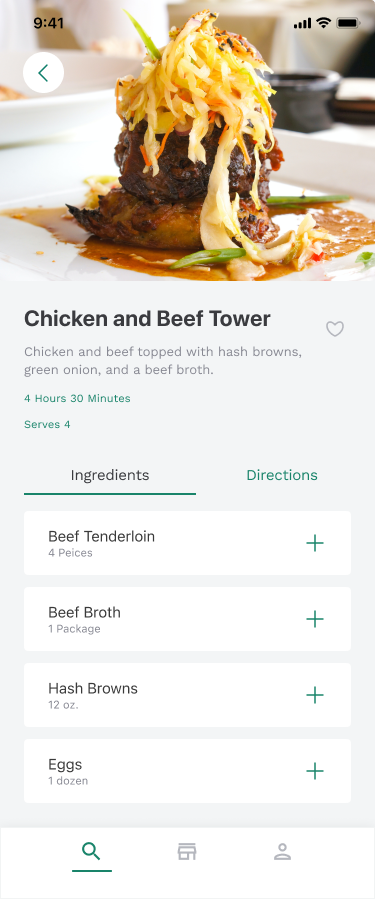 9:41
Chicken and Beef Tower
Chicken and beef topped with hash browns,
green onion, and a beef broth.
4 Hours 30 Minutes
Serves 4
Ingredients
Directions
Beef Tenderloin
4 Peices
Beef Broth
1 Package
Hash Browns
12 oz.
Eggs
1 dozen